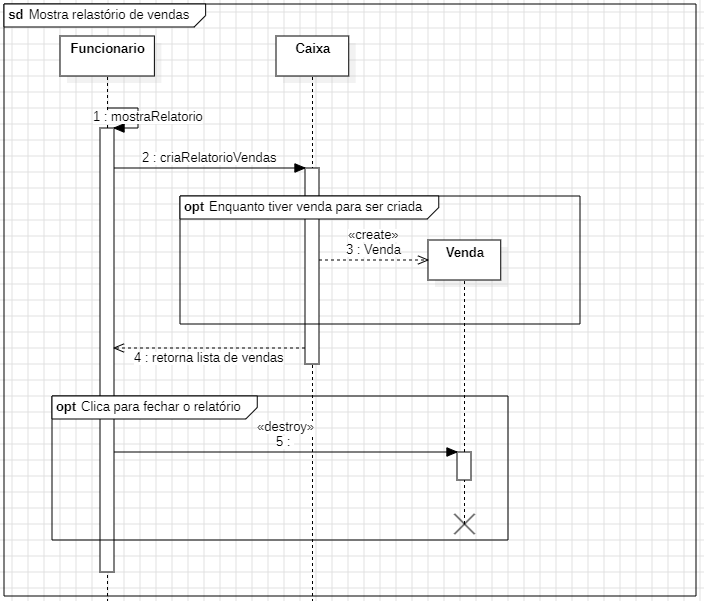 sd Mostra relastório de vendas
Funcionario
Caixa
1 : mostraRelatorio
2 : criaRelatorioVendas
opt Enquanto tiver venda para ser criada
«create»
3 : Venda
Venda
4 : retorna lista de vendas
opt Clica para fechar o relatório
«destroy»
5 :